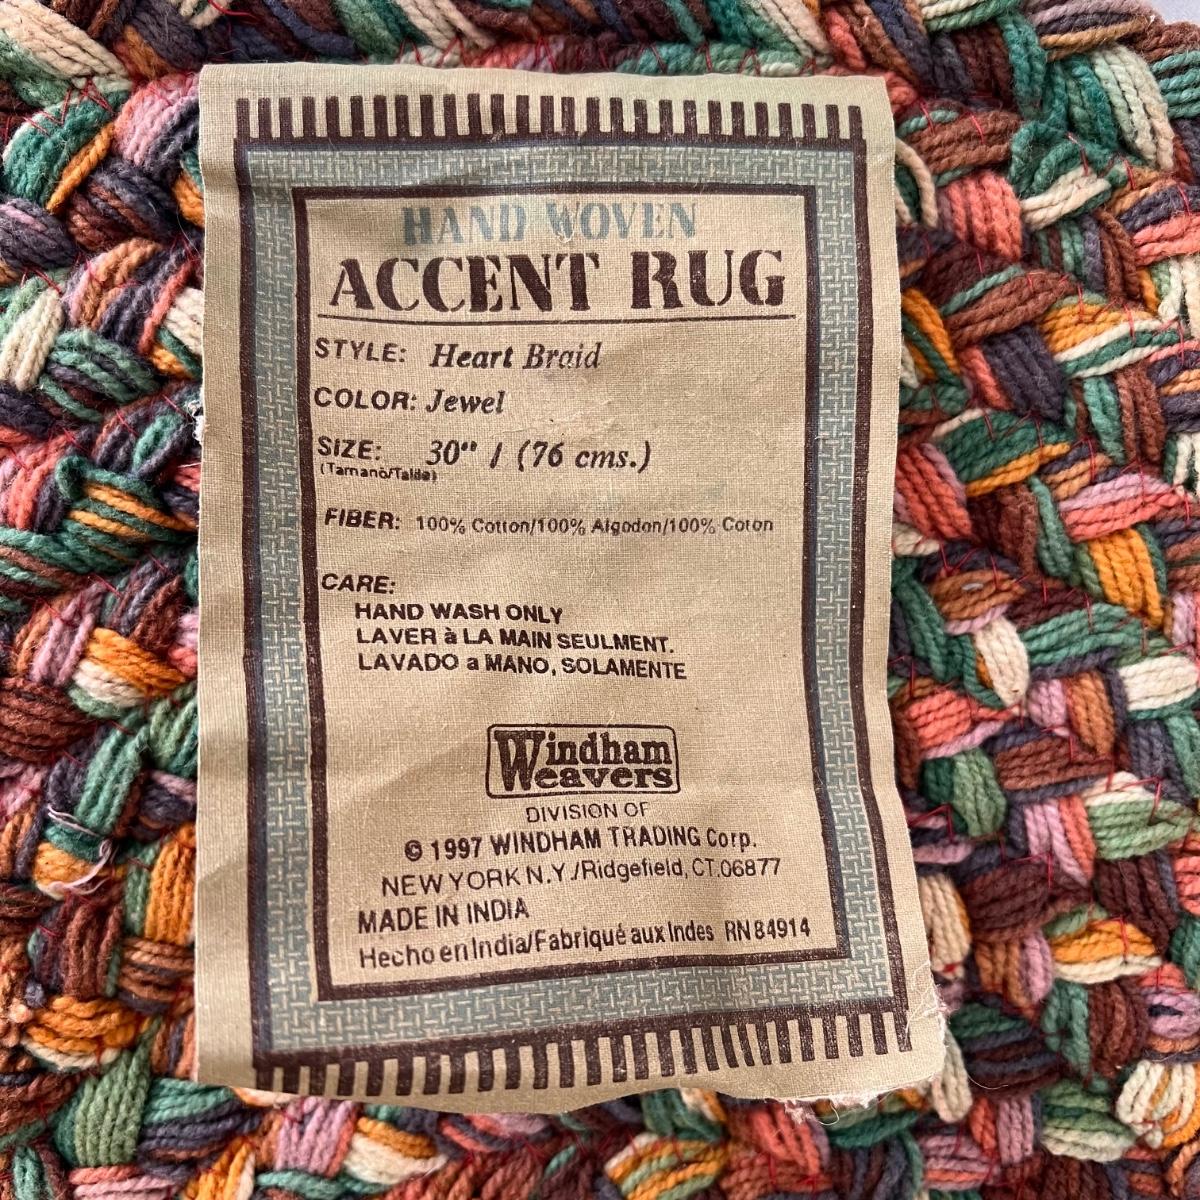 HAND WOVEN
ACCENT RUG
STYLE: Heart Braid
COLOR: Jewel
SIZE: 30" / (76 cms.)
(Tamano/Talda)
FIBER: 100% Cotton/100% Algodon/100% Coton
CARE:
HAND WASH ONLY
LAVER à LA MAIN SEULMENT.
LAVADO a MANO, SOLAMENTE
Windham
Weavers
DIVISION OF
© 1997 WINDHAM TRADING Corp.
NEW YORK N.Y./Ridgefield, CT.06877
MADE IN INDIA
Hecho en India/Fabriqué aux Indes RN 84914